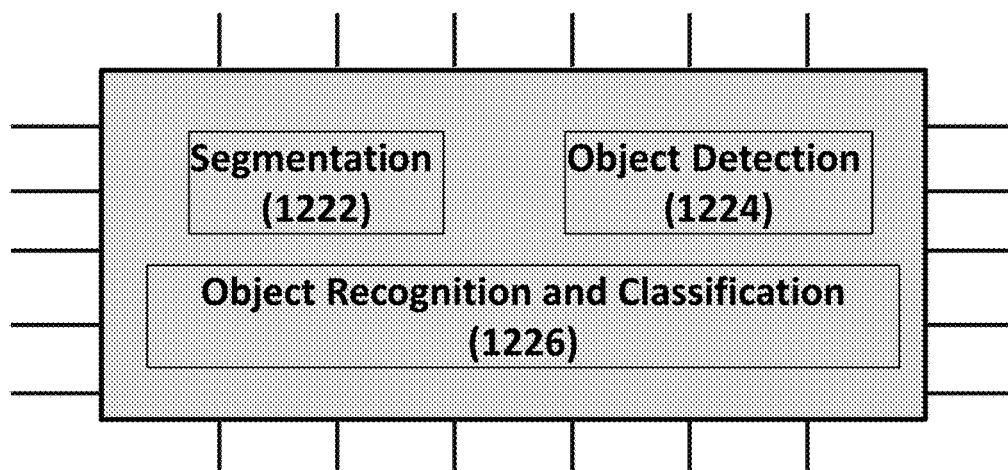 Segmentation
(1222)
Object Detection
(1224)
Object Recognition and Classification
(1226)